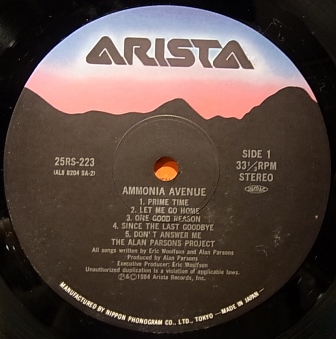 ARISTA
25RS-223
(AL8 8204 SA-2)
SIDE 1
33⅓RPM
STEREO
AMMONIA AVENUE
1. PRIME TIME
2. LET ME GO HOME
3. ONE GOOD REASON
4. SINCE THE LAST GOODBYE
5. DON'T ANSWER ME
THE ALAN PARSONS PROJECT
All songs written by Eric Woolfson and Alan Parsons
Produced by Alan Parsons
Executive Producer: Eric Woolfson
Unauthorized duplication is a violation of applicable laws.
℗©1984 Arista Records, Inc.
MANUFACTURED BY NIPPON PHONOGRAM CO., LTD., TOKYO —MADE IN JAPAN—